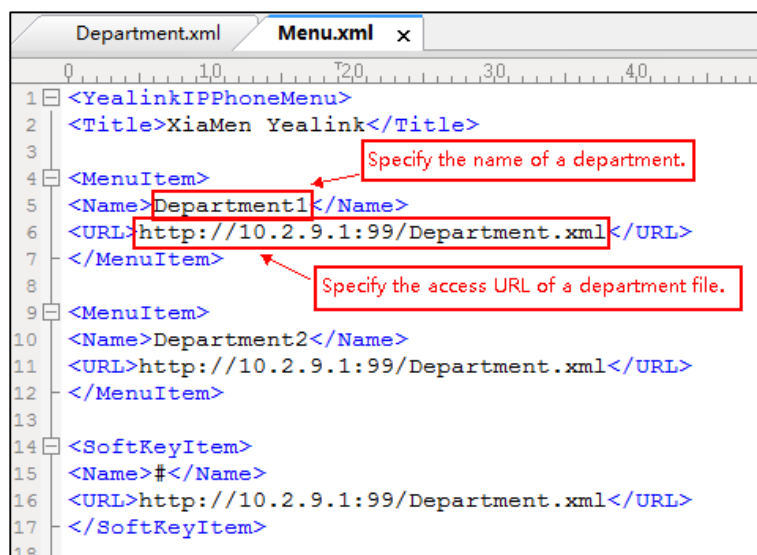 Department.xml Menu.xml x
0 10 20 30 40
1 <YealinkIPPhoneMenu>
2 <Title>XiaMen Yealink</Title>
3
Specify the name of a department.
4 <MenuItem>
5 <Name>Department1</Name>
6 <URL>http://10.2.9.1:99/Department.xml</URL>
7 </MenuItem>
8
Specify the access URL of a department file.
9 <MenuItem>
10 <Name>Department2</Name>
11 <URL>http://10.2.9.1:99/Department.xml</URL>
12 </MenuItem>
13
14 <SoftKeyItem>
15 <Name>#</Name>
16 <URL>http://10.2.9.1:99/Department.xml</URL>
17 </SoftKeyItem>
18